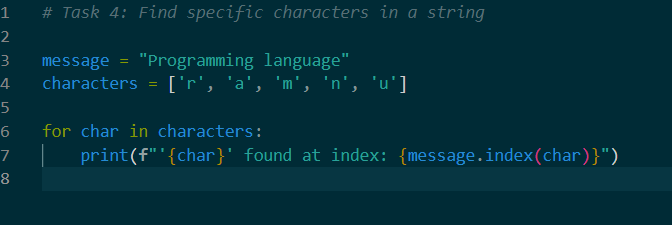 1 # Task 4: Find specific characters in a string
2
3 message = "Programming language"
4 characters = ['r', 'a', 'm', 'n', 'u']
5
6 for char in characters:
7     print(f"'{char}' found at index: {message.index(char)}")
8